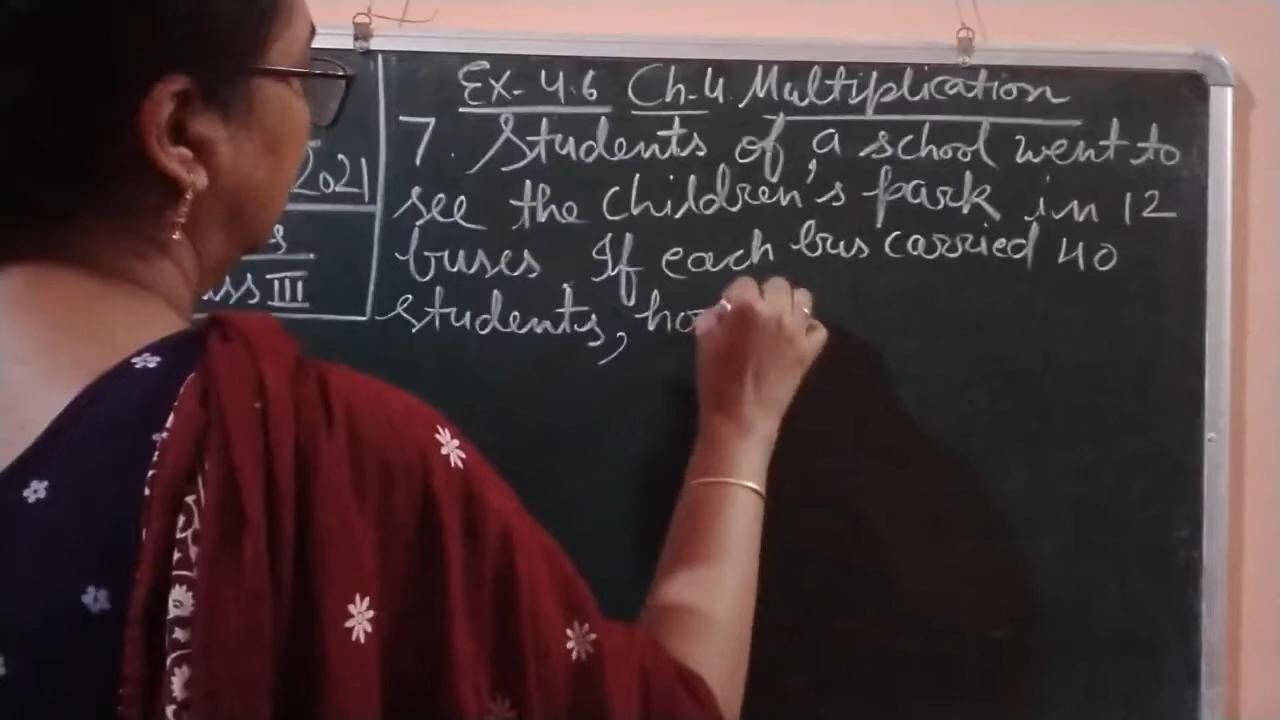 Ex- 4.6 Ch-4. Multiplication
7. Students of a school went to
see the children's park in 12
buses. If each bus carried 40
students, ho
2021
s
ass III